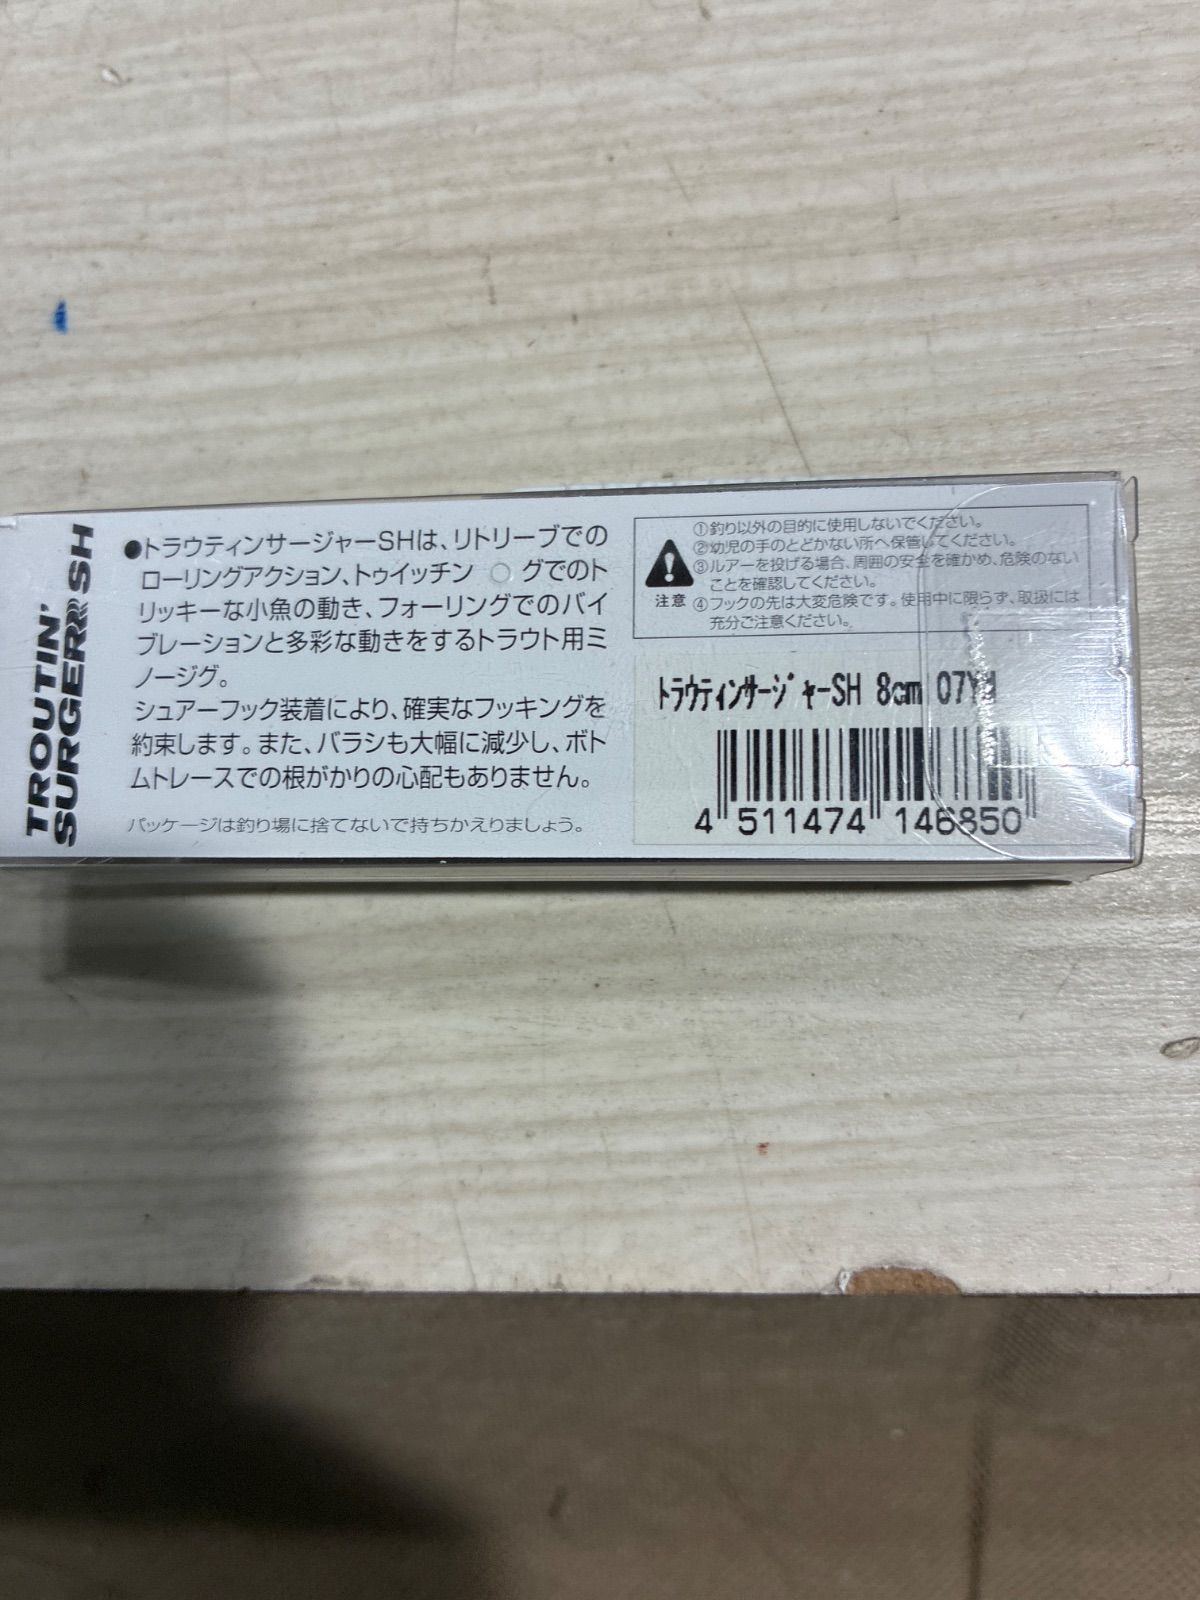 TROUTIN'
SURGER SH
●トラウティンサージャーSHは、リトリーブでの
ローリングアクション、トゥイッチン グでのト
リッキーな小魚の動き、フォーリングでのバイ
ブレーションと多彩な動きをするトラウト用ミ
ノージグ。
シュアーフック装着により、確実なフッキングを
約束します。また、バラシも大幅に減少し、ボト
ムトレースでの根がかりの心配もありません。
パッケージは釣り場に捨てないで持ちかえりましょう。
注意
①釣り以外の目的に使用しないでください。
②幼児の手のとどかない所へ保管してください。
③ルアーを投げる場合、周囲の安全を確かめ、危険のない
ことを確認してください。
④フックの先は大変危険です。使用中に限らず、取扱には
充分ご注意ください。
トラウティンサージャーSH 8cm
4 511474 146850